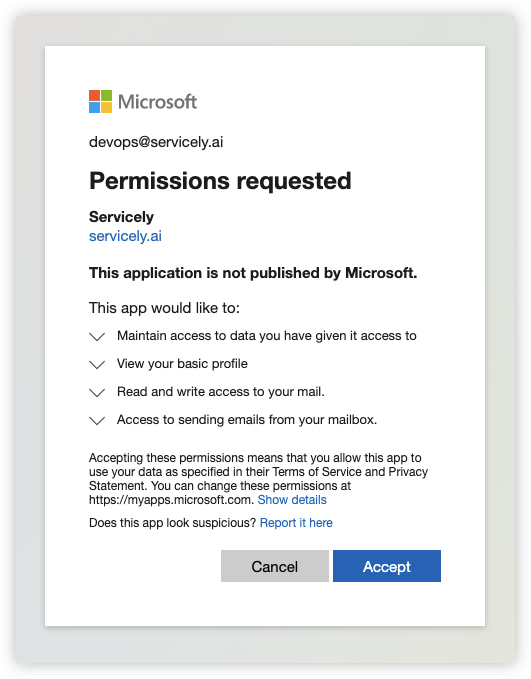 Microsoft
devops@servicely.ai
Permissions requested
Servicely
servicely.ai
This application is not published by Microsoft.
This app would like to:
Maintain access to data you have given it access to
View your basic profile
Read and write access to your mail.
Access to sending emails from your mailbox.
Accepting these permissions means that you allow this app to
use your data as specified in their Terms of Service and Privacy
Statement. You can change these permissions at
https://myapps.microsoft.com. Show details
Does this app look suspicious? Report it here
Cancel Accept